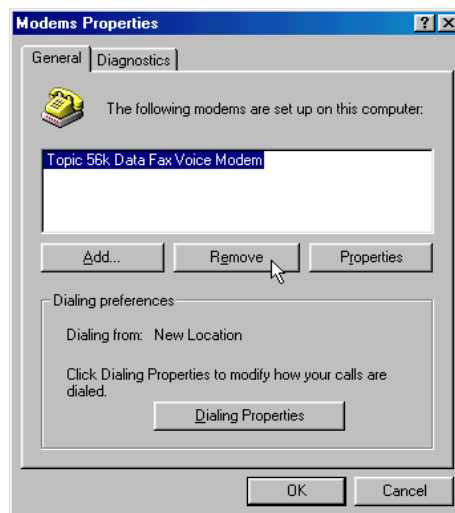 Modems Properties
General Diagnostics
The following modems are set up on this computer:
Topic 56k Data Fax Voice Modem
Add... Remove Properties
Dialing preferences
Dialing from: New Location
Click Dialing Properties to modify how your calls are
dialed.
Dialing Properties
OK Cancel